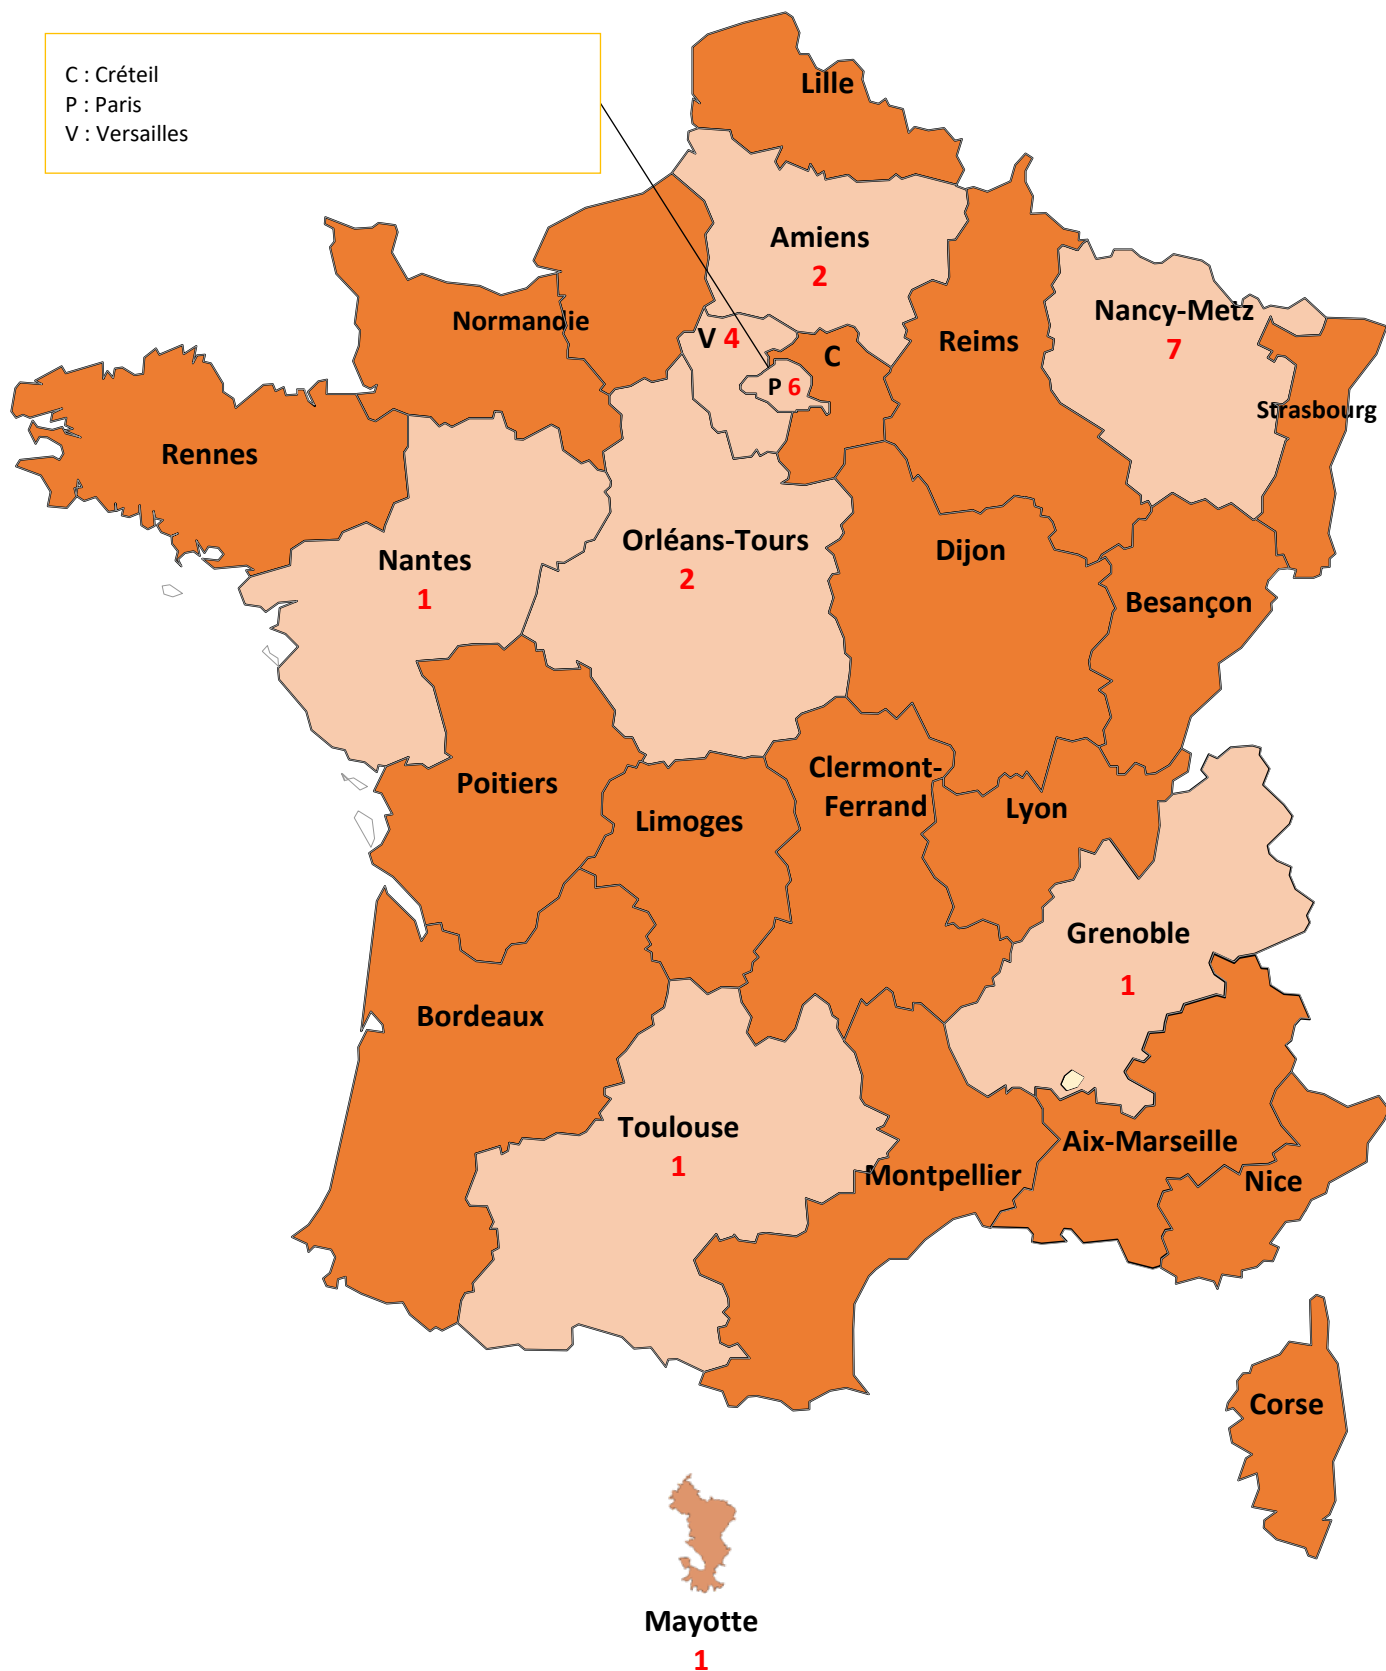 C : Créteil
P : Paris
V : Versailles
Lille
Amiens
2
Normandie
V 4
C
P 6
Reims
Nancy-Metz
7
Strasbourg
Rennes
Nantes
1
Orléans-Tours
2
Dijon
Besançon
Poitiers
Limoges
Clermont-
Ferrand
Lyon
Grenoble
1
Bordeaux
Toulouse
1
Montpellier
Aix-Marseille
Nice
Corse
Mayotte
1